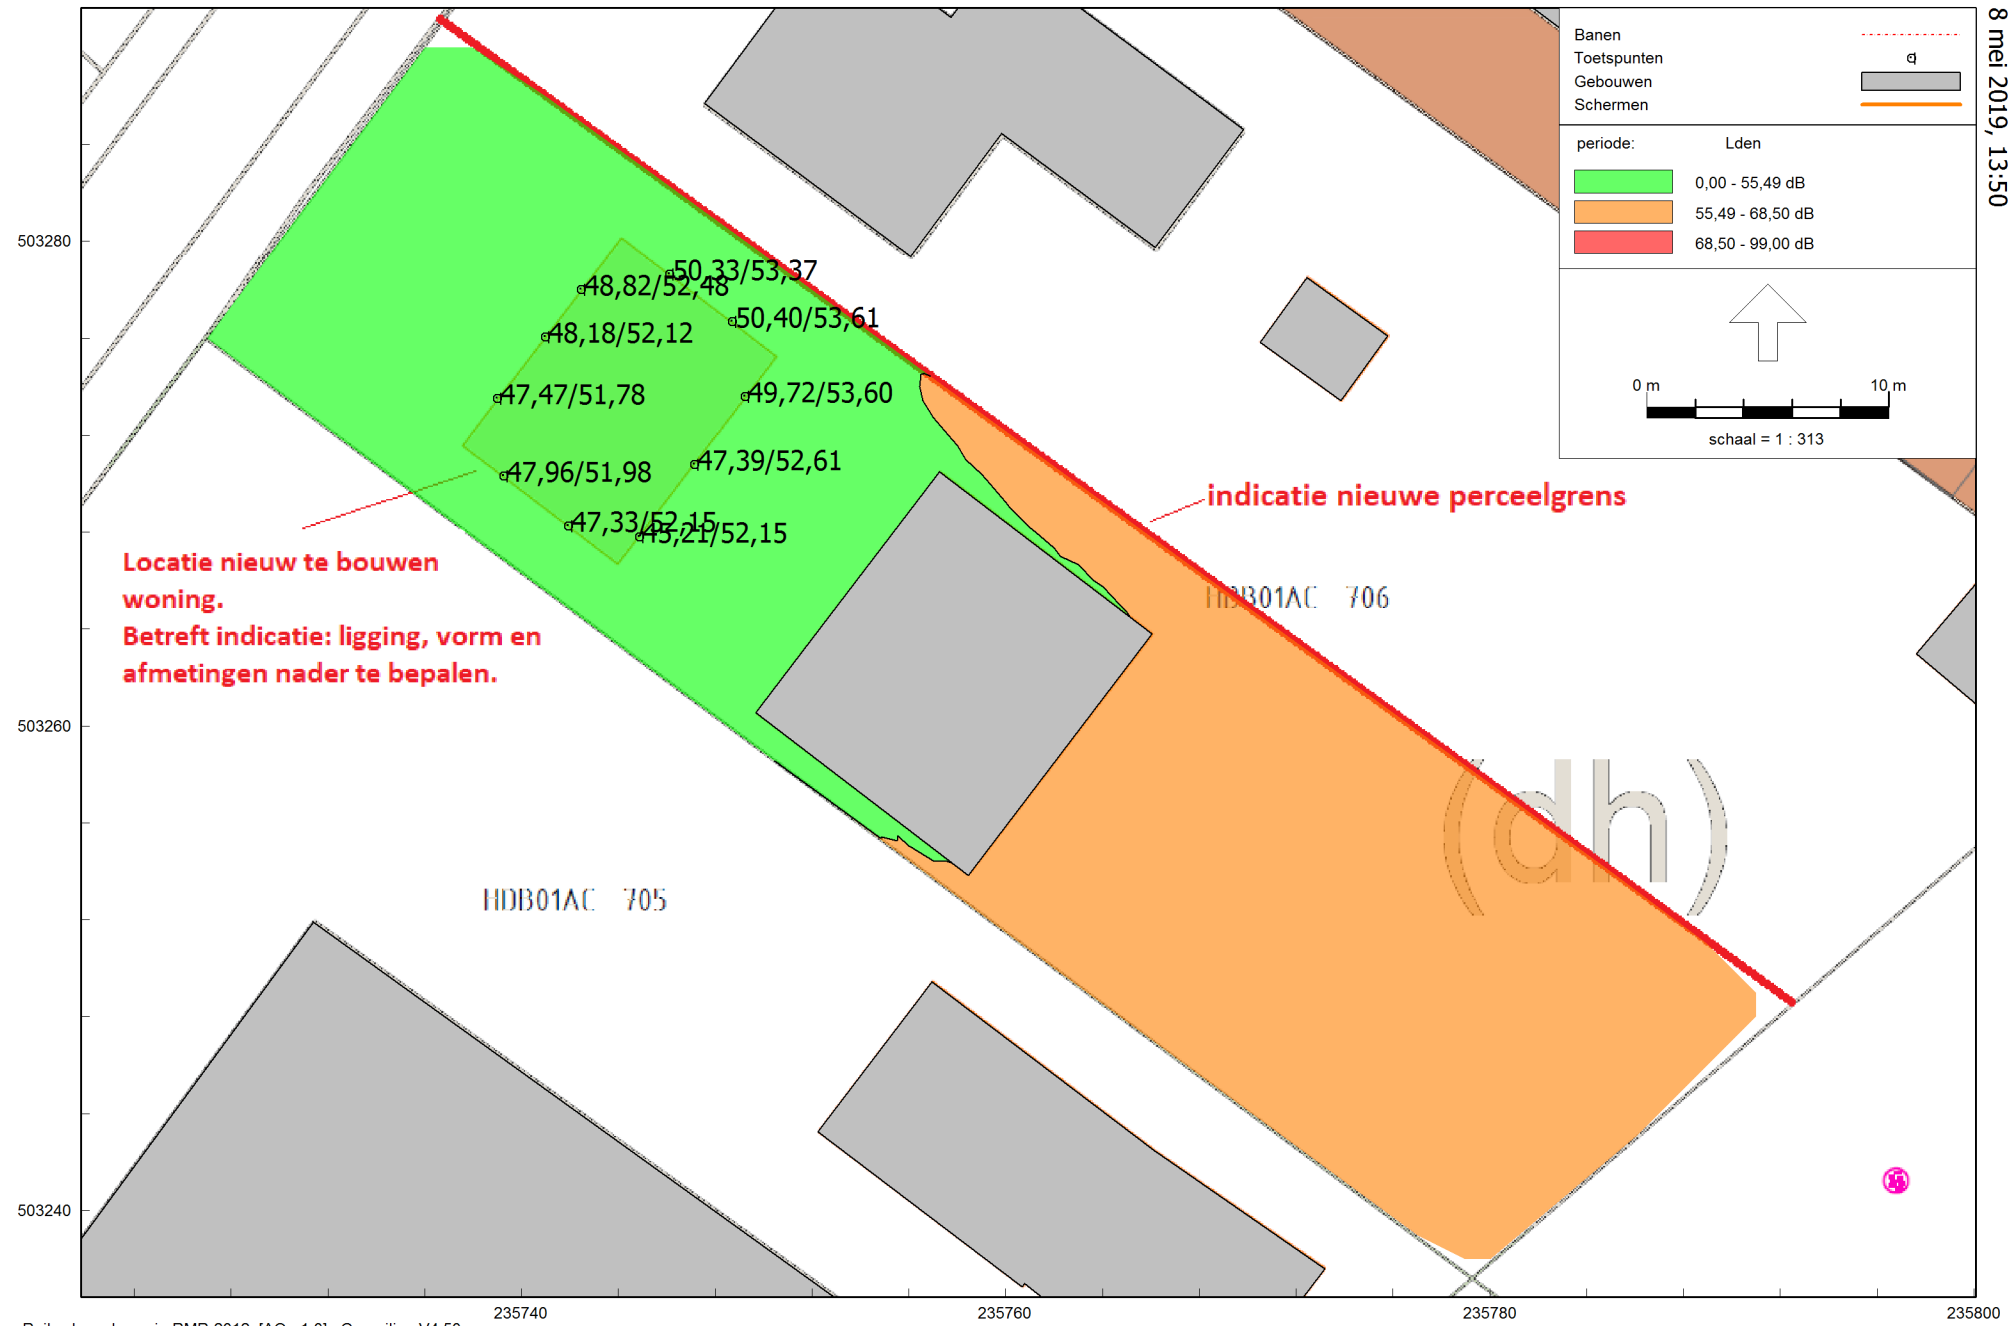 8 mei 2019, 13:50
Banen
Toetspunten
Gebouwen
Schermen
periode: Lden
0,00 - 55,49 dB
55,49 - 68,50 dB
68,50 - 99,00 dB
0 m 10 m
schaal = 1 : 313
503280
50,33/53,37
48,82/52,48
50,40/53,61
48,18/52,12
49,72/53,60
47,47/51,78
47,39/52,61
47,96/51,98
47,33/52,15
45,21/52,15
indicatie nieuwe perceelgrens
Locatie nieuw te bouwen
woning.
Betreft indicatie: ligging, vorm en
afmetingen nader te bepalen.
HDB01AC 706
503260
(dh)
HDB01AC 705
503240
235740 235760 235780 235800